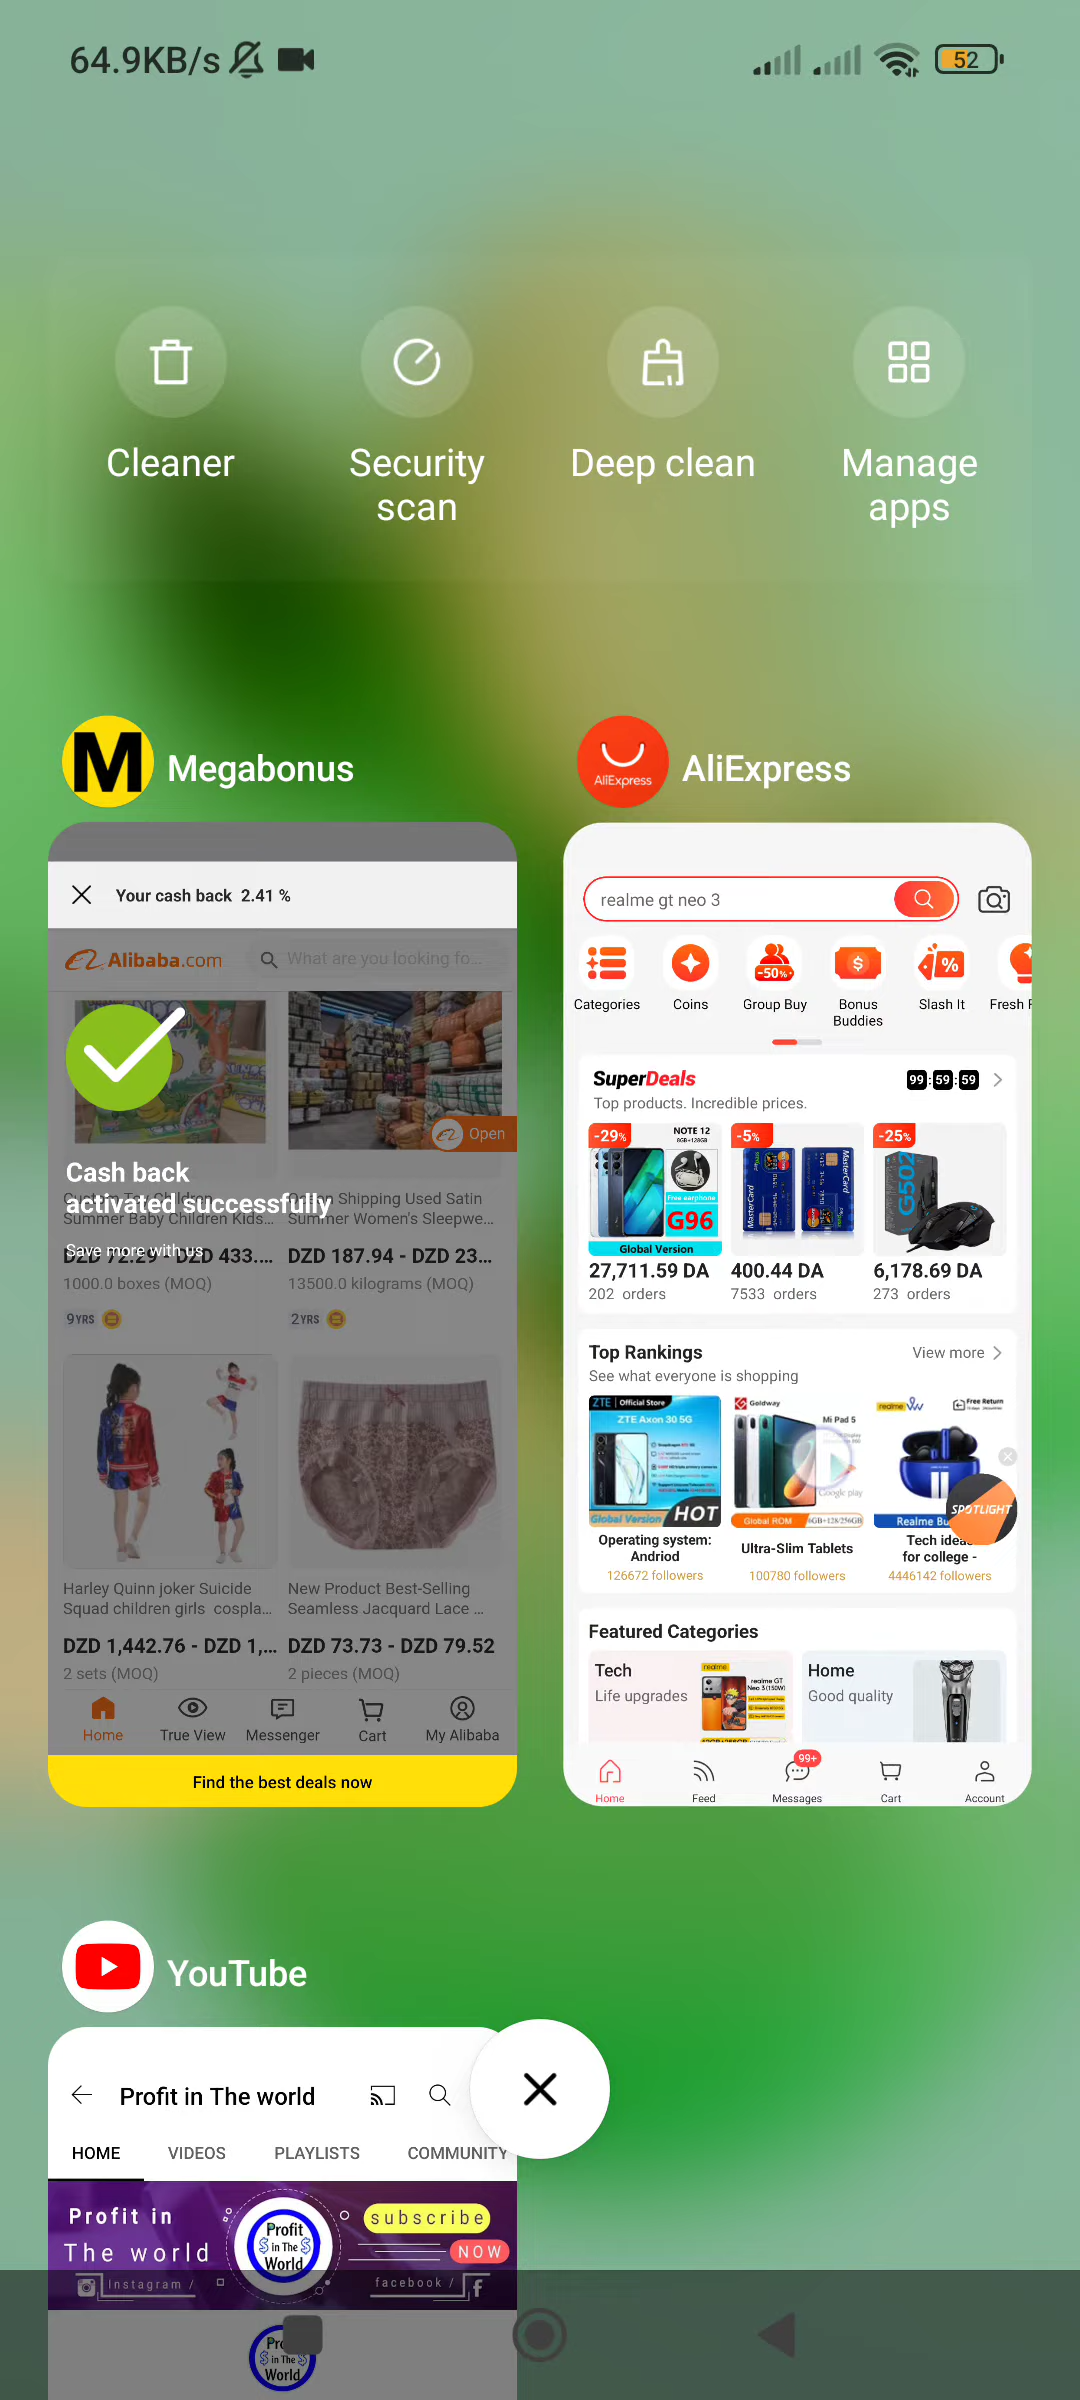 64.9KB/s
52
Cleaner
Security
scan
Deep clean
Manage
apps
M
Megabonus
AliExpress
AliExpress
Your cash back 2.41 %
Alibaba.com
What are you looking fo...
Open
Cash back
activated successfully
Summer Baby Children Kids...
Shipping Used Satin
Summer Women's Sleepwe...
Save more with us
DZD 72.29 - DZD 433....
DZD 187.94 - DZD 23...
1000.0 boxes (MOQ)
13500.0 kilograms (MOQ)
9YRS
2YRS
Harley Quinn joker Suicide
Squad children girls cospla...
New Product Best-Selling
Seamless Jacquard Lace ...
DZD 1,442.76 - DZD 1,...
DZD 73.73 - DZD 79.52
2 sets (MOQ)
2 pieces (MOQ)
Home
True View
Messenger
Cart
My Alibaba
Find the best deals now
realme gt neo 3
-50%
Categories
Coins
Group Buy
Bonus
Buddies
Slash It
Fresh F
SuperDeals
99:59:59
Top products. Incredible prices.
-29%
NOTE 12
8GB+128GB
Free earphone
G96
Global Version
-5%
MasterCard
MasterCard
-25%
G502
27,711.59 DA
400.44 DA
6,178.69 DA
202 orders
7533 orders
273 orders
Top Rankings
View more
See what everyone is shopping
ZTE Official Store
ZTE Axon 30 5G
Global Version
HOT
Goldway
Mi Pad 5
Google play
Global ROM
6GB+128/256GB
realme
Free Return
Realme Bu
SPOTLIGHT
Operating system:
Andriod
Ultra-Slim Tablets
Tech idea
for college -
126672 followers
100780 followers
4446142 followers
Featured Categories
Tech
Life upgrades
realme
realme GT
Neo 3(150W)
Home
Good quality
99+
Home
Feed
Messages
Cart
Account
YouTube
Profit in The world
HOME
VIDEOS
PLAYLISTS
COMMUNITY
Profit in
The world
Profit
in The
World
subscribe
NOW
Instagram /
facebook /
in The
World